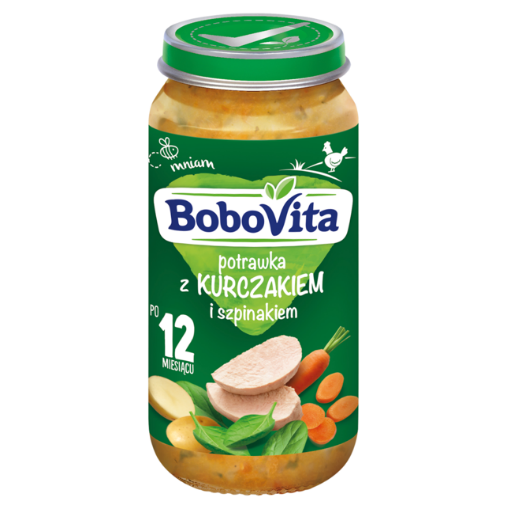 mniam
BoboVita
potrawka
z KURCZAKIEM
i szpinakiem
PO
12
MIESIĄCU